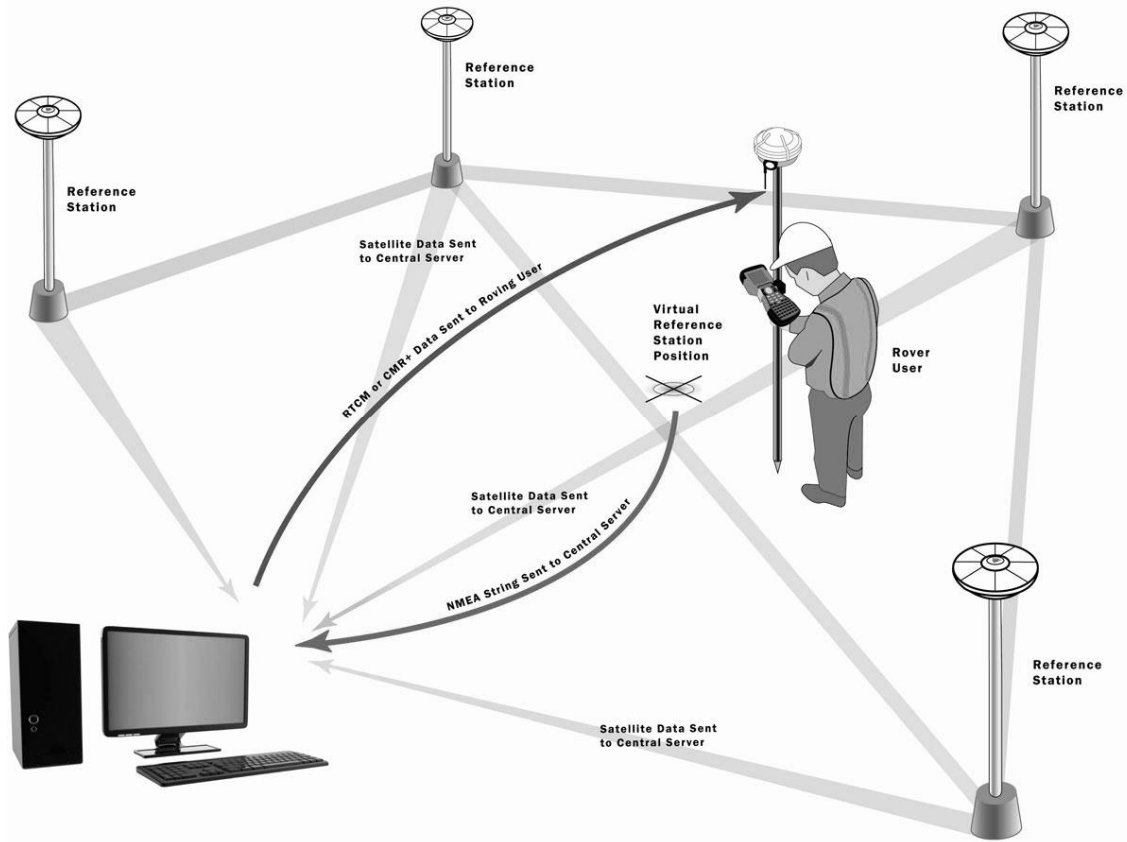 Reference
Station
Reference
Station
Reference
Station
Satellite Data Sent
to Central Server
RTCM or CMR+ Data Sent to Roving User
Virtual
Reference
Station
Position
Rover
User
Satellite Data Sent
to Central Server
NMEA String Sent to Central Server
Reference
Station
Satellite Data Sent
to Central Server